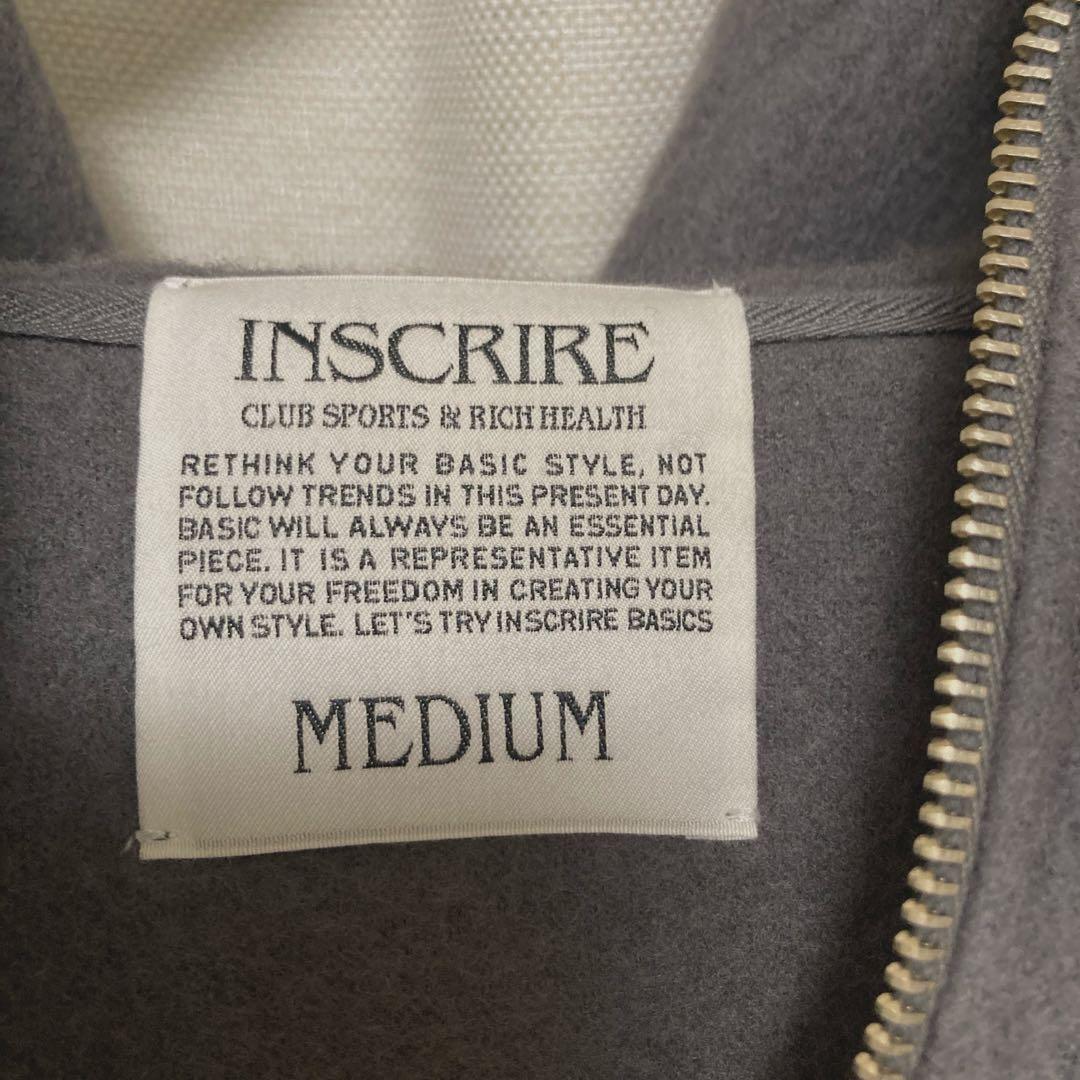 INSCRIRE
CLUB SPORTS & RICH HEALTH
RETHINK YOUR BASIC STYLE, NOT
FOLLOW TRENDS IN THIS PRESENT DAY.
BASIC WILL ALWAYS BE AN ESSENTIAL
PIECE. IT IS A REPRESENTATIVE ITEM
FOR YOUR FREEDOM IN CREATING YOUR
OWN STYLE. LET'S TRY INSCRIRE BASICS
MEDIUM